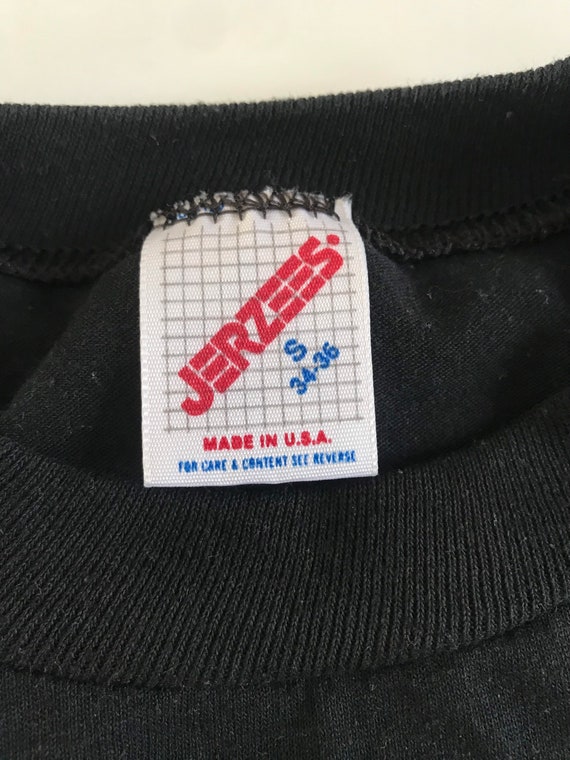 JERZEES.
S
34-36
MADE IN U.S.A.
FOR CARE & CONTENT SEE REVERSE